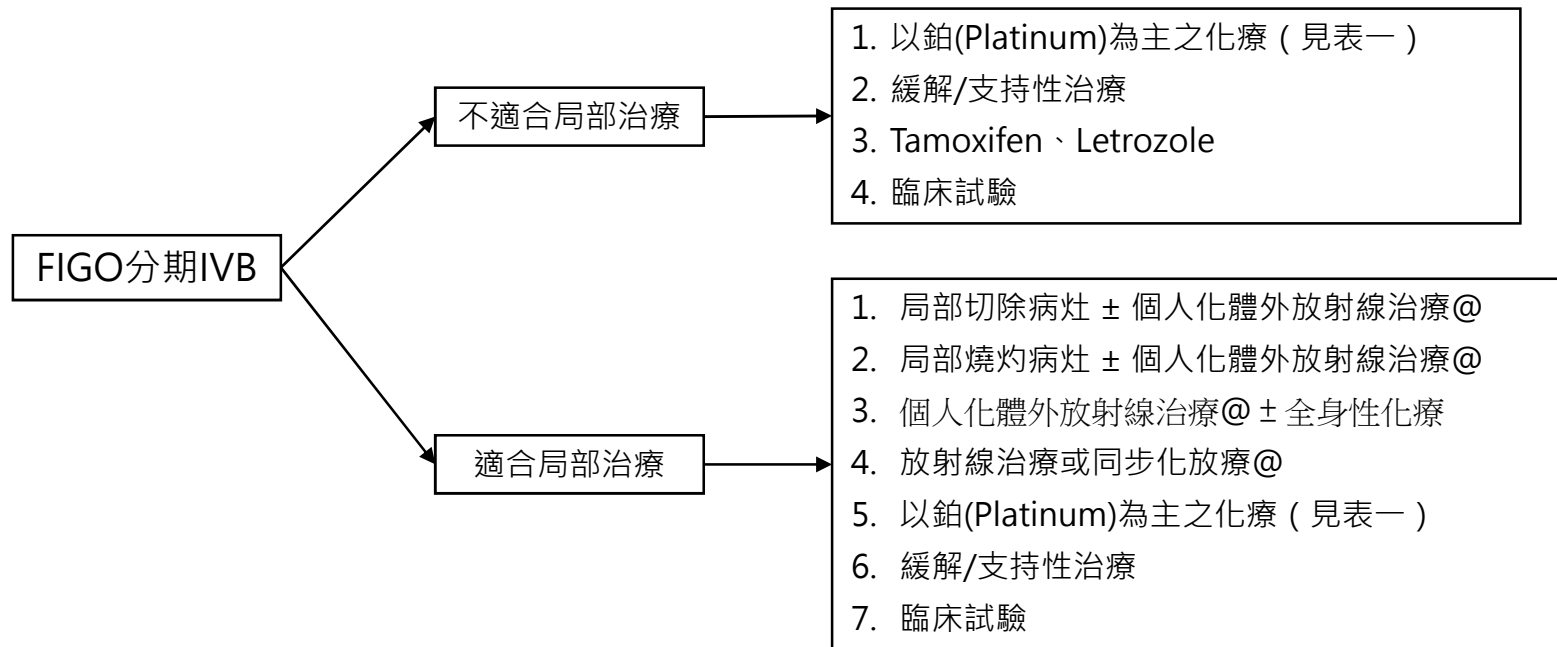 FIGO分期IVB
不適合局部治療
1. 以鉑(Platinum)為主之化療（見表一）
2. 緩解/支持性治療
3. Tamoxifen、Letrozole
4. 臨床試驗
適合局部治療
1. 局部切除病灶 ± 個人化體外放射線治療@
2. 局部燒灼病灶 ± 個人化體外放射線治療@
3. 個人化體外放射線治療@ ± 全身性化療
4. 放射線治療或同步化放療@
5. 以鉑(Platinum)為主之化療（見表一）
6. 緩解/支持性治療
7. 臨床試驗